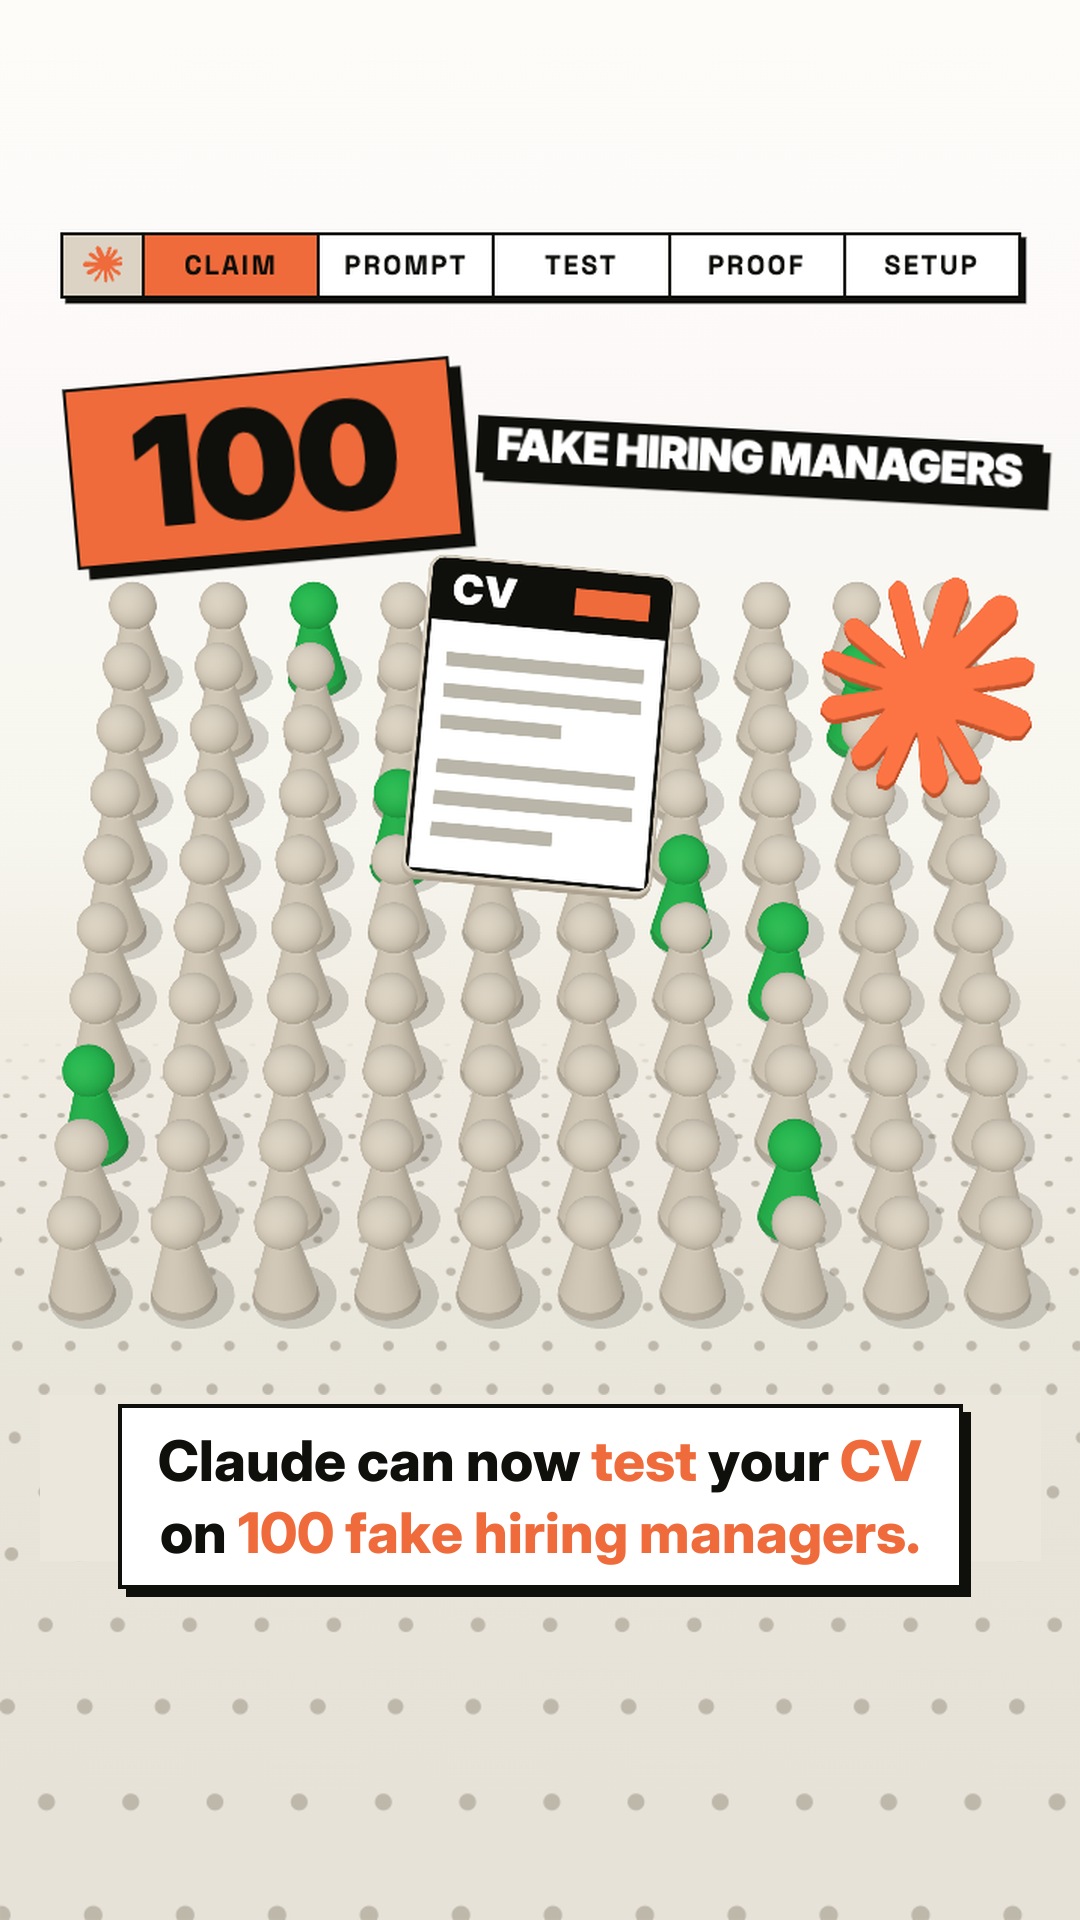 CLAIM PROMPT TEST PROOF SETUP
100
FAKE HIRING MANAGERS
CV
Claude can now test your CV
on 100 fake hiring managers.